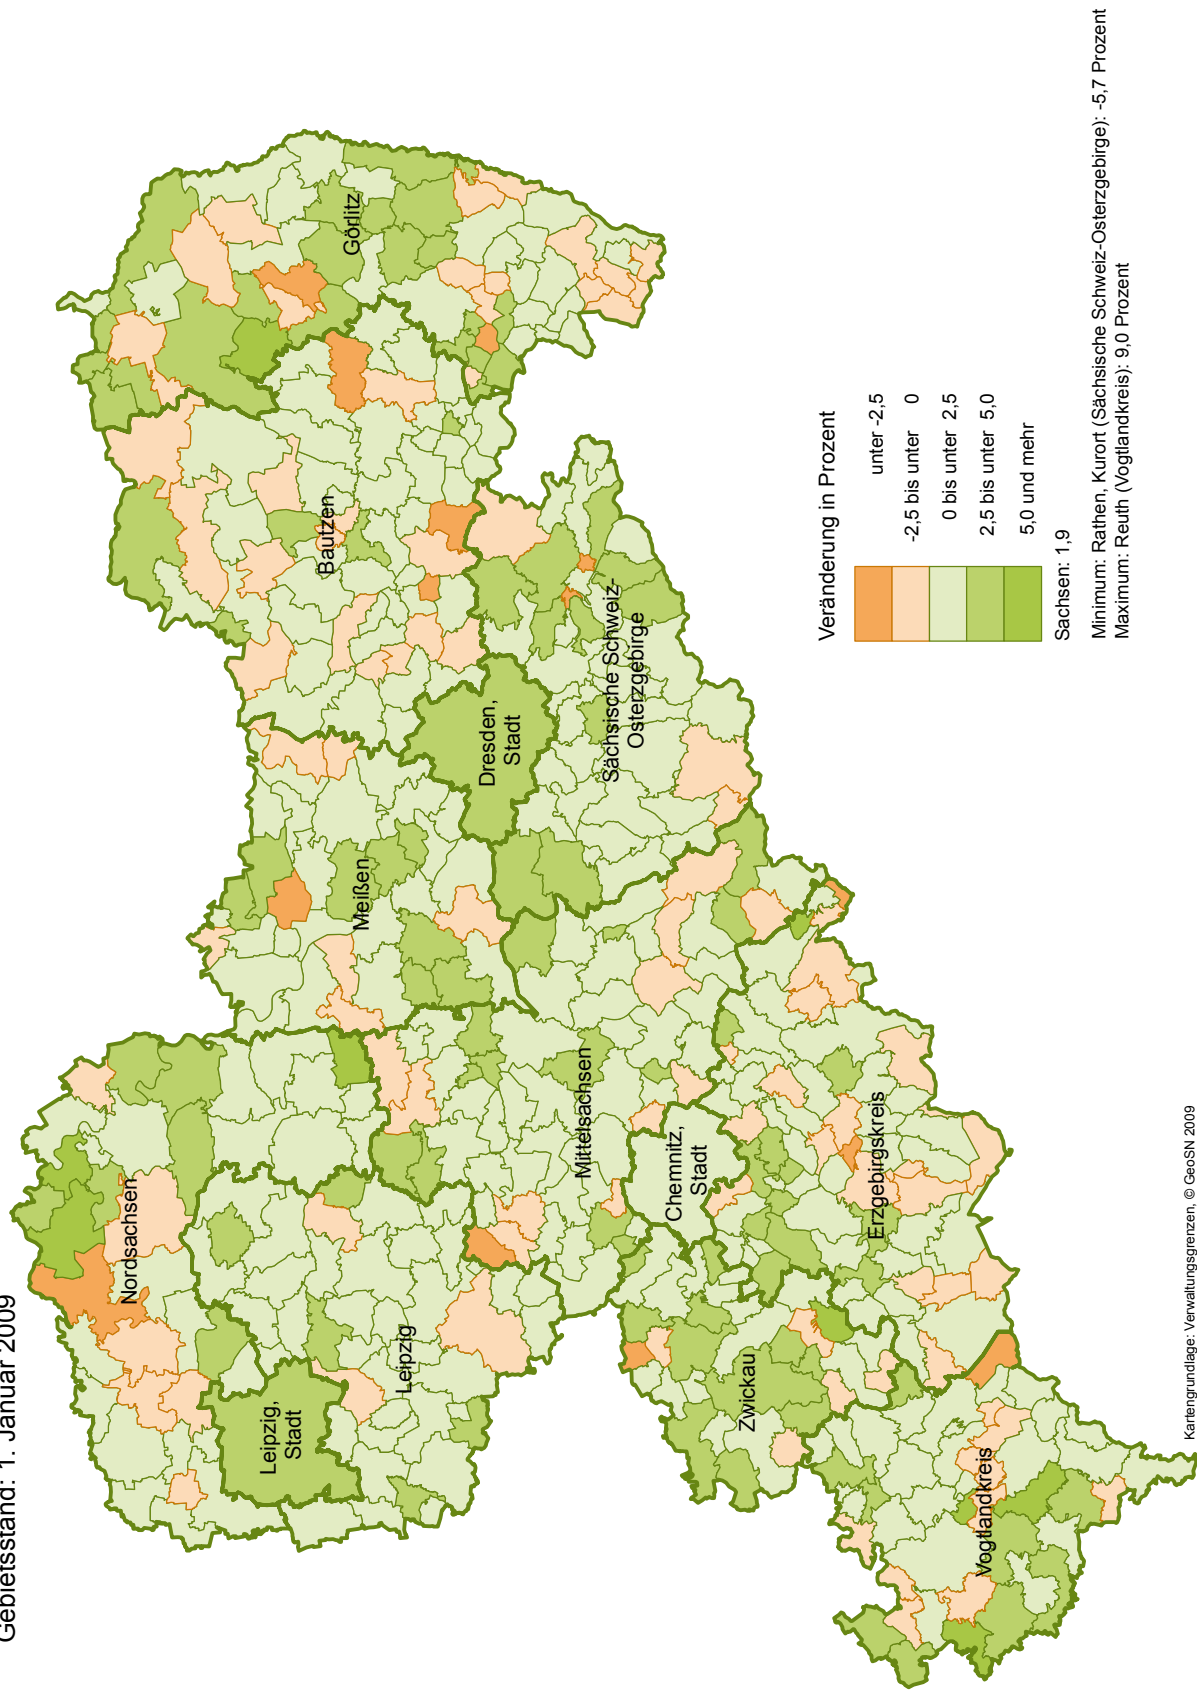 Gebietsstand: 1. Januar 2009
Nordsachsen
Leipzig,
Stadt
Leipzig
Mittelsachsen
Meißen
Dresden,
Stadt
Bautzen
Görlitz
Sächsische Schweiz-
Osterzgebirge
Chemnitz,
Stadt
Erzgebirgskreis
Zwickau
Vogtlandkreis
Veränderung in Prozent
unter -2,5
-2,5 bis unter 0
0 bis unter 2,5
2,5 bis unter 5,0
5,0 und mehr
Sachsen: 1,9
Minimum: Rathen, Kurort (Sächsische Schweiz-Osterzgebirge): -5,7 Prozent
Maximum: Reuth (Vogtlandkreis): 9,0 Prozent
Kartengrundlage: Verwaltungsgrenzen, © GeoSN 2009